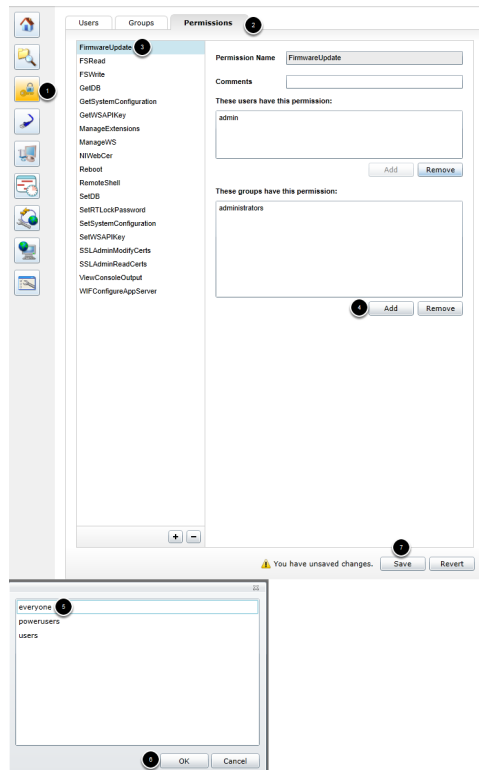 Users Groups Permissions 2
FirmwareUpdate 3
FSRead
FSWrite
GetDB
GetSystemConfiguration
GetWSAPIKey
ManageExtensions
ManageWS
NIWebCer
Reboot
RemoteShell
SetDB
SetRTLockPassword
SetSystemConfiguration
SetWSAPIKey
SSLAdminModifyCerts
SSLAdminReadCerts
ViewConsoleOutput
WIFConfigureAppServer
1
+ −
Permission Name FirmwareUpdate
Comments
These users have this permission:
admin
Add Remove
These groups have this permission:
administrators
4 Add Remove
7
You have unsaved changes. Save Revert
everyone 5
powerusers
users
6 OK Cancel